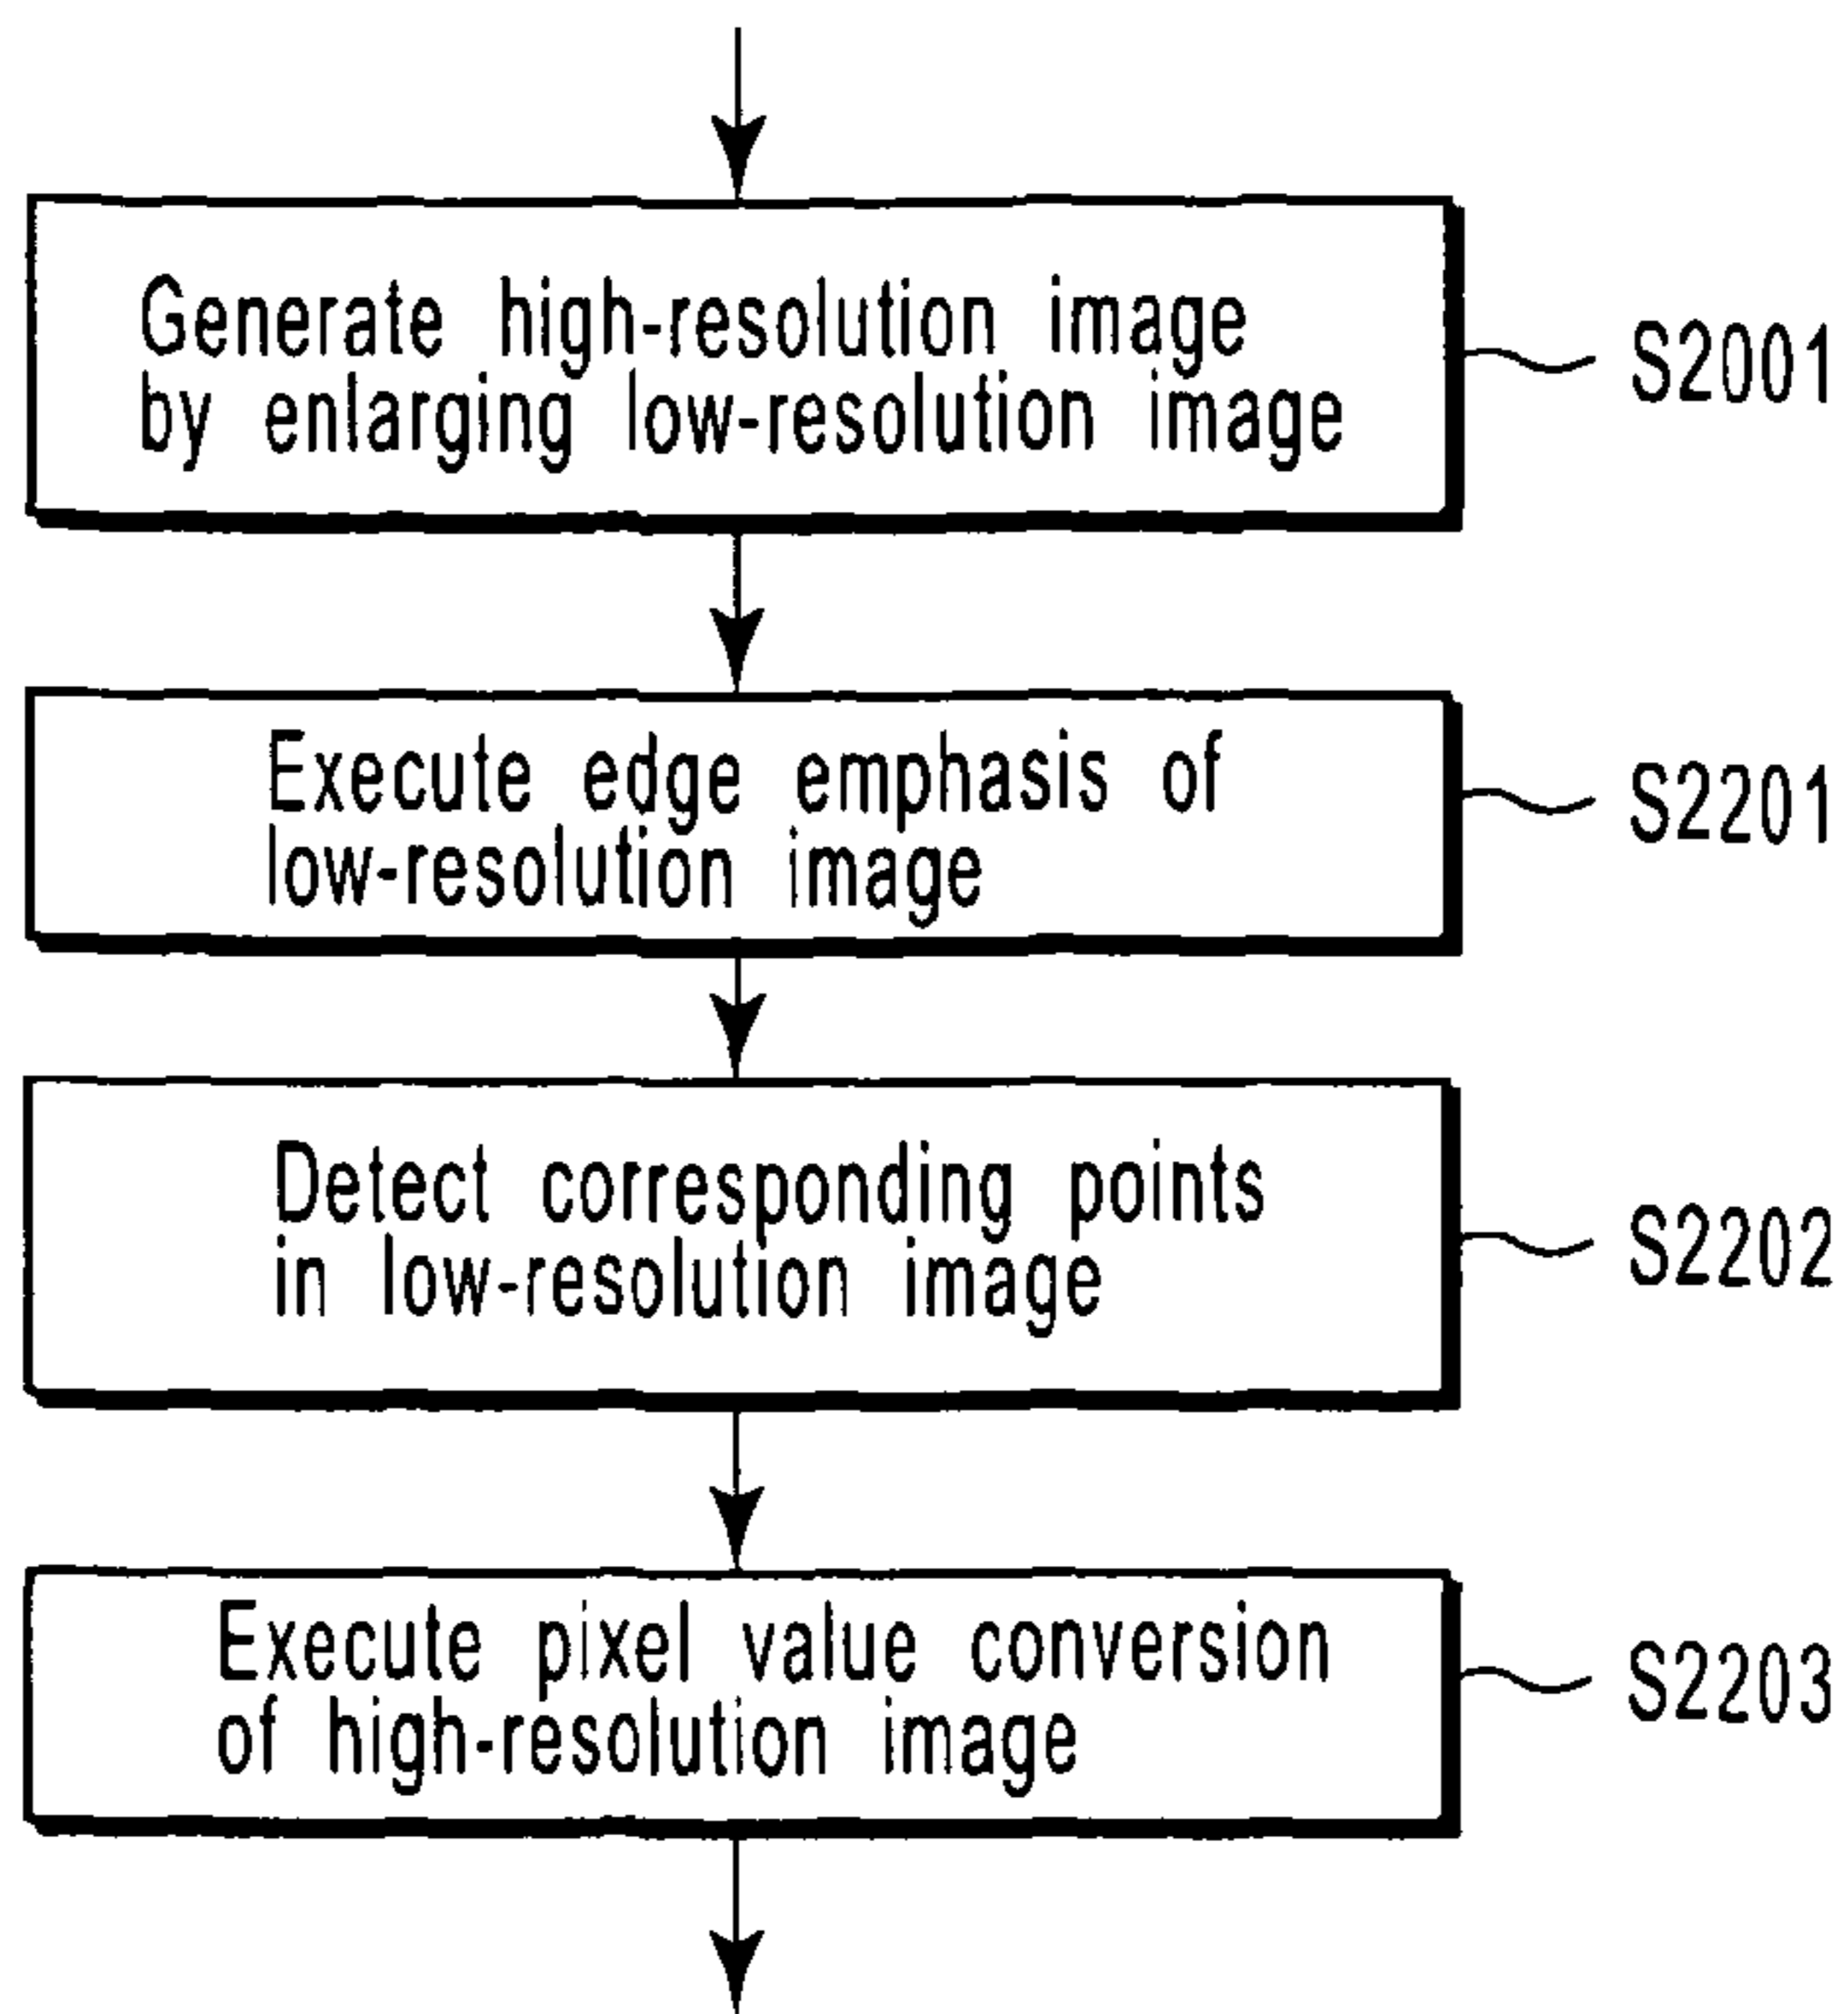 Generate high-resolution image
by enlarging low-resolution image
S2001
Execute edge emphasis of
low-resolution image
S2201
Detect corresponding points
in low-resolution image
S2202
Execute pixel value conversion
of high-resolution image
S2203